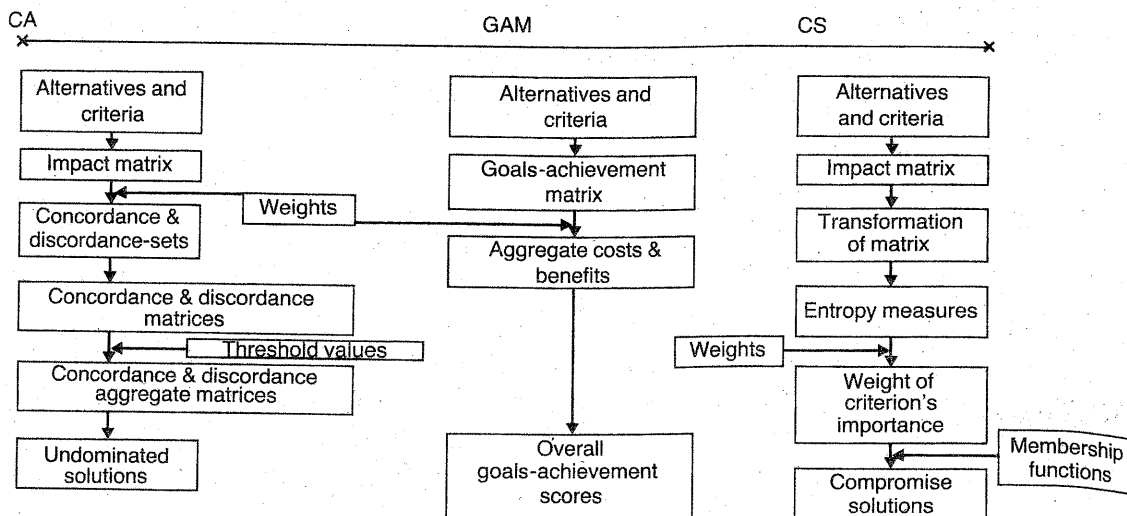 CA
GAM
CS
Alternatives and
criteria
Impact matrix
Concordance &
discordance-sets
Concordance & discordance
matrices
Threshold values
Concordance & discordance
aggregate matrices
Undominated
solutions
Weights
Alternatives and
criteria
Goals-achievement
matrix
Aggregate costs &
benefits
Overall
goals-achievement
scores
Alternatives
and criteria
Impact matrix
Transformation
of matrix
Entropy measures
Weights
Weight of
criterion's
importance
Membership
functions
Compromise
solutions